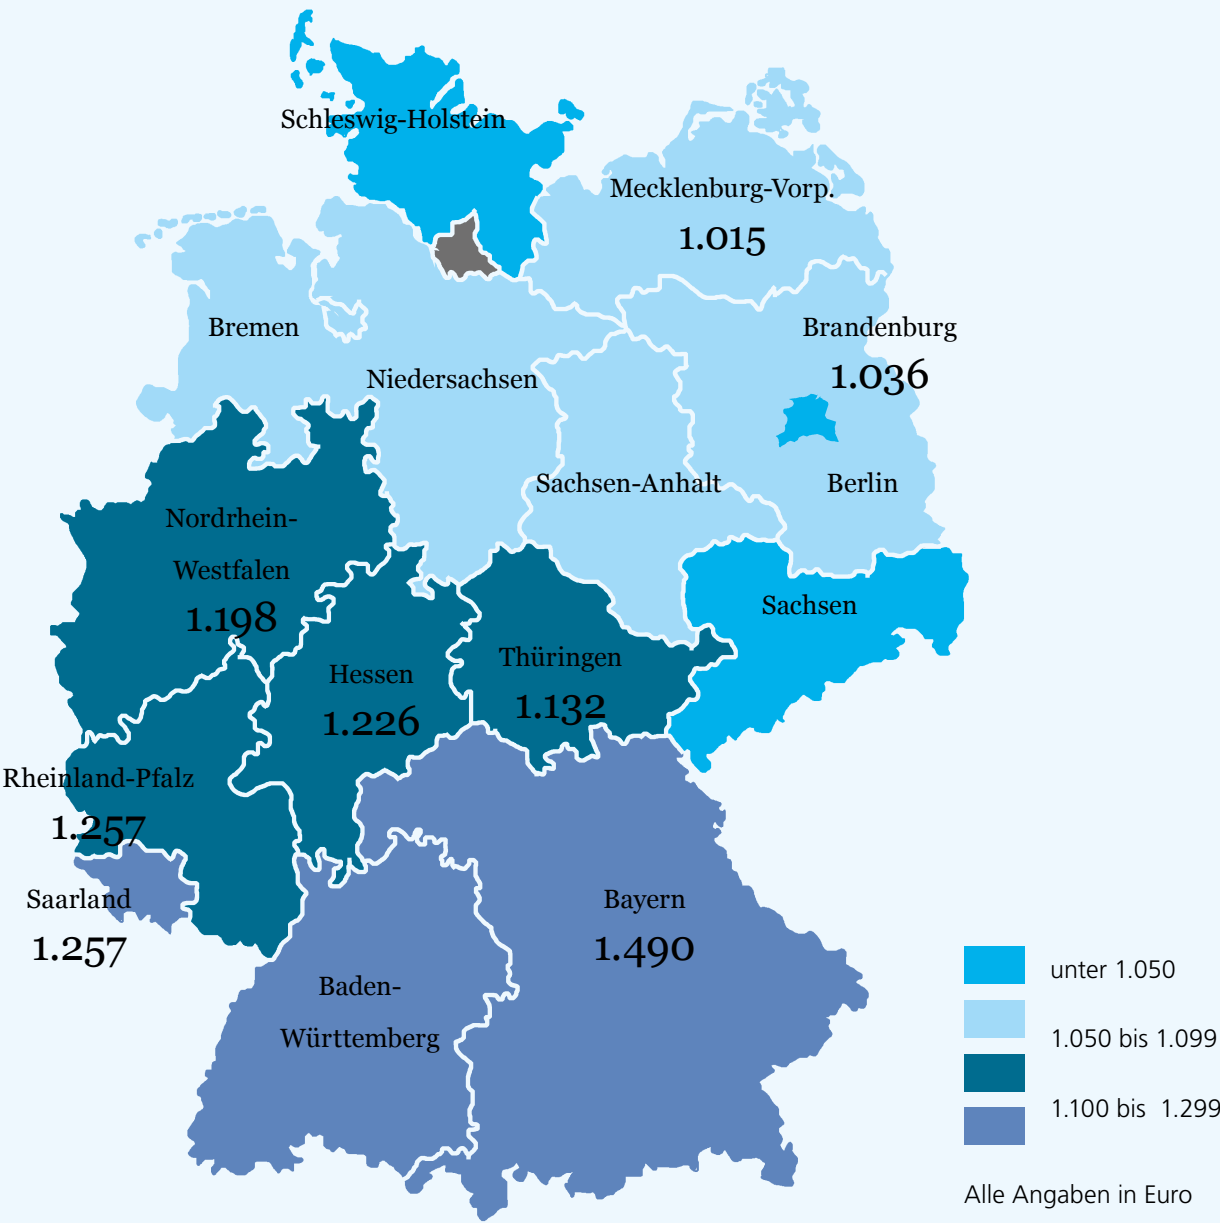 Schleswig-Holstein
Mecklenburg-Vorp.
1.015
Bremen
Brandenburg
1.036
Niedersachsen
Sachsen-Anhalt
Berlin
Nordrhein-
Westfalen
1.198
Sachsen
Hessen
1.226
Thüringen
1.132
Rheinland-Pfalz
1.257
Saarland
1.257
Bayern
1.490
Baden-
Württemberg
unter 1.050
1.050 bis 1.099
1.100 bis 1.299
Alle Angaben in Euro